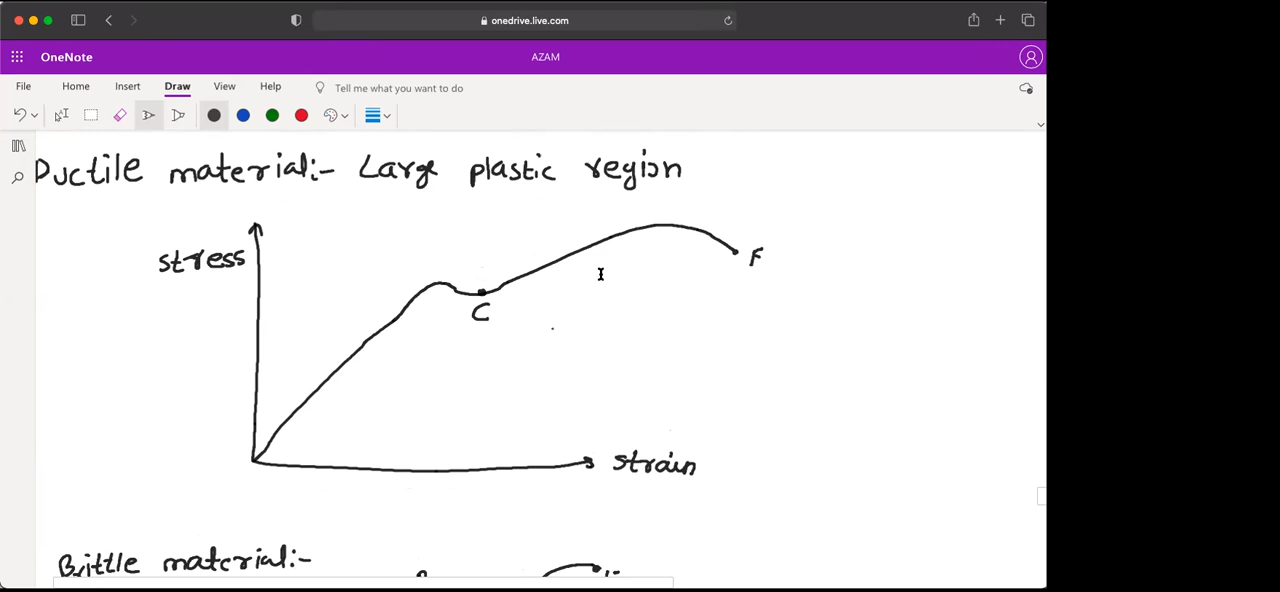 onedrive.live.com
OneNote
AZAM
File Home Insert Draw View Help Tell me what you want to do
Ductile material:- Large plastic region
stress
F
C
strain
Brittle material:-